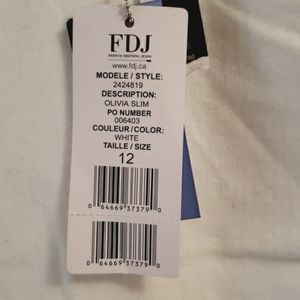 FDJ
FRENCH DRESSING JEANS
www.fdj.ca
MODELE / STYLE:
2424819
DESCRIPTION:
OLIVIA SLIM
PO NUMBER
006403
COULEUR/COLOR:
WHITE
TAILLE / SIZE
12
0 64669 37379 0
0 64669 37379 0